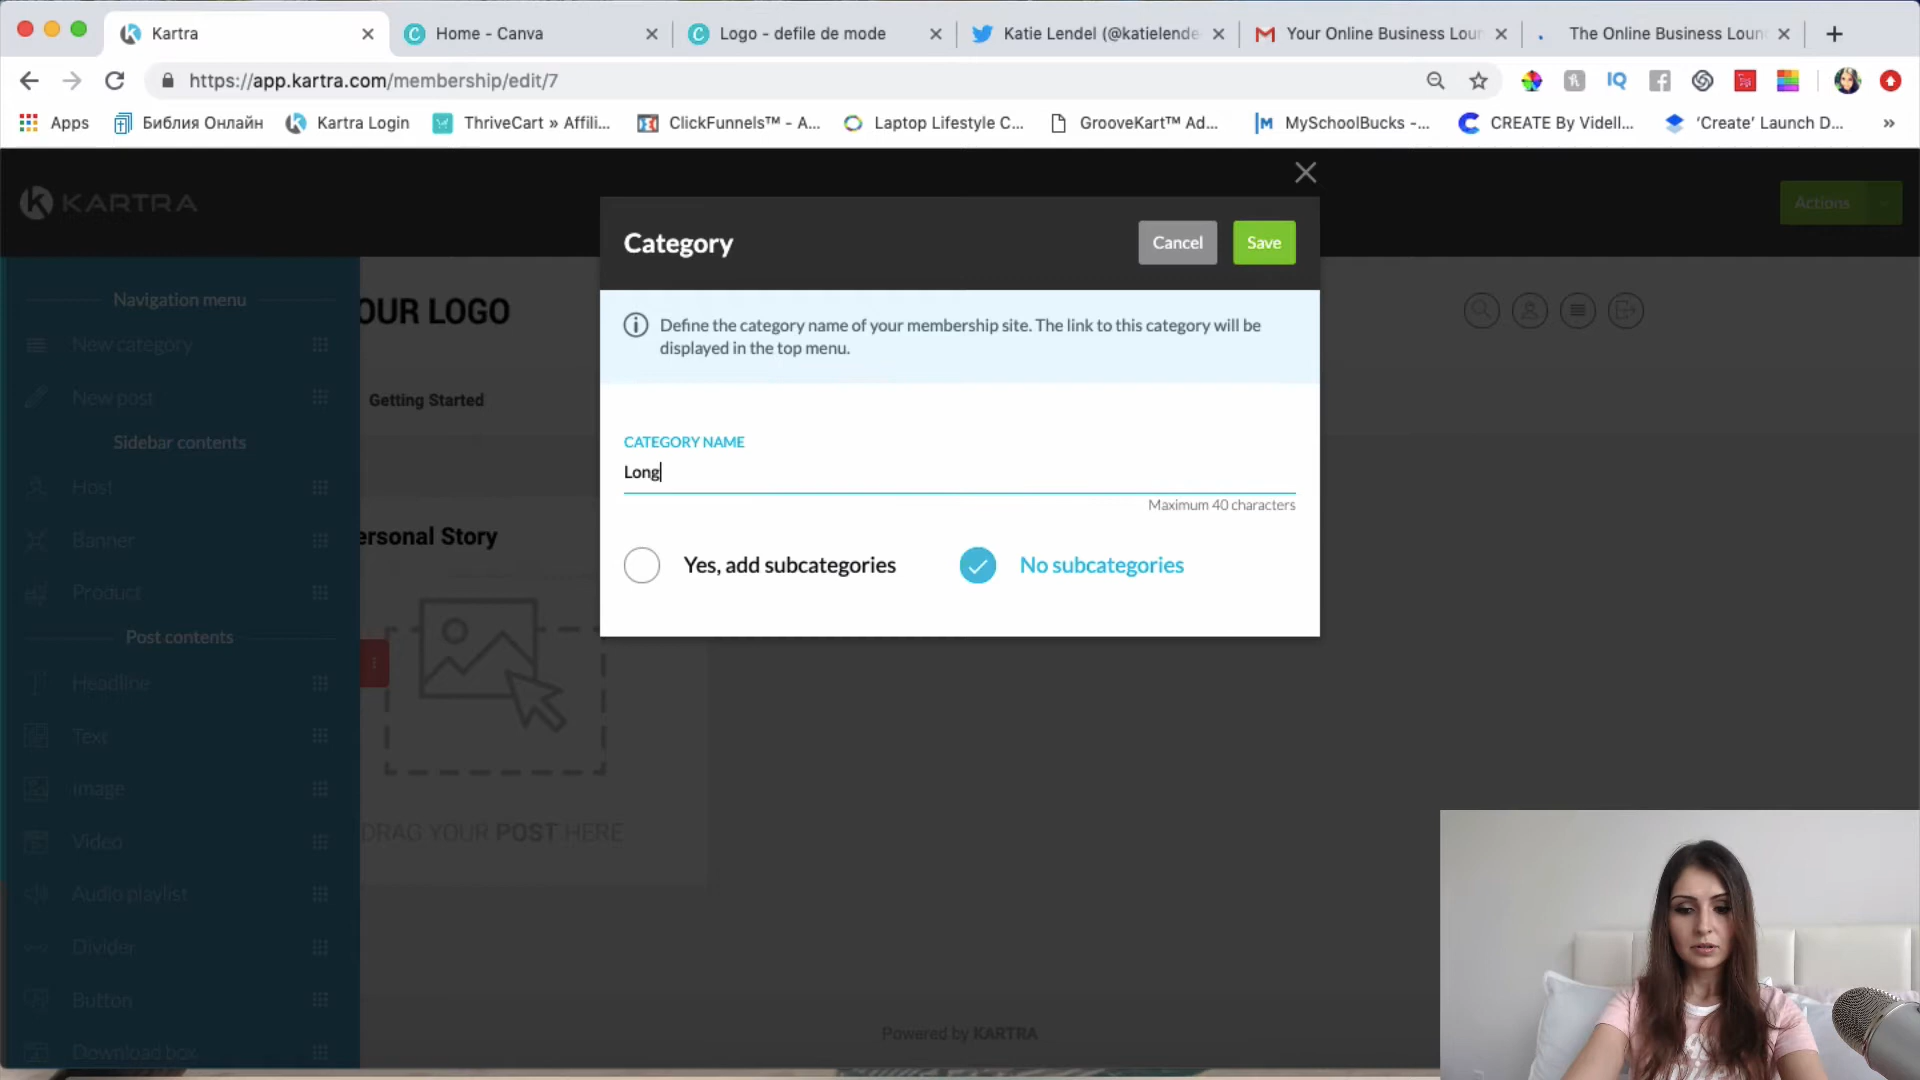 Kartra
Home - Canva
Logo - defile de mode
Katie Lendel (@katielende
Your Online Business Loun
The Online Business Loun
https://app.kartra.com/membership/edit/7
Apps
Библия Онлайн
Kartra Login
ThriveCart » Affili...
ClickFunnels™ - A...
Laptop Lifestyle C...
GrooveKart™ Ad...
MySchoolBucks -...
CREATE By Videll...
‘Create’ Launch D...
»
KARTRA
Actions
Category
Cancel
Save
Define the category name of your membership site. The link to this category will be
displayed in the top menu.
CATEGORY NAME
Long
Maximum 40 characters
Yes, add subcategories
No subcategories
Navigation menu
New category
New post
Sidebar contents
Host
Banner
Product
Post contents
Headline
Text
Image
Video
Audio playlist
Divider
Button
Download box
OUR LOGO
Getting Started
ersonal Story
DRAG YOUR POST HERE
Powered by KARTRA